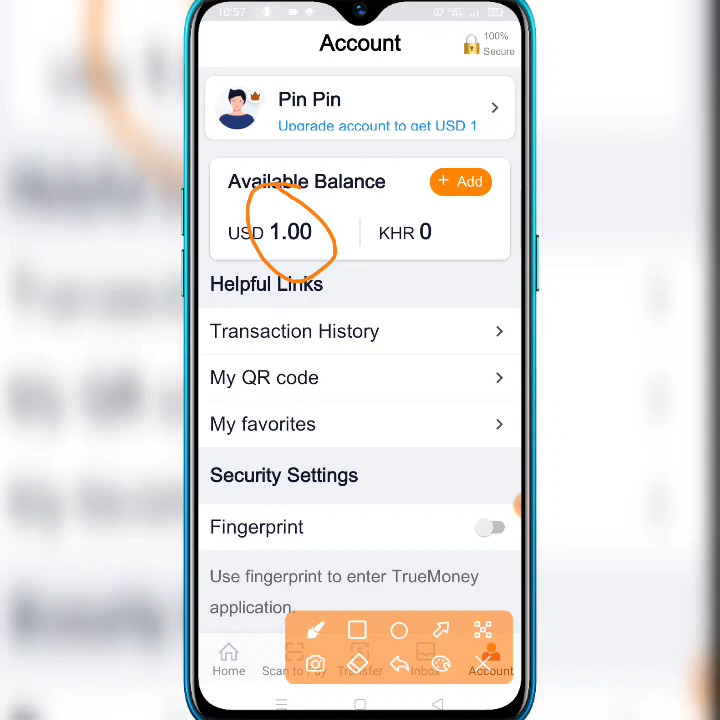 10:57
Account
100%
Secure
Pin Pin
Upgrade account to get USD 1
Available Balance
+ Add
USD 1.00
KHR 0
Helpful Links
Transaction History
My QR code
My favorites
Security Settings
Fingerprint
Use fingerprint to enter TrueMoney
application.
Home
Scan to Pay
Transfer
Inbox
Account